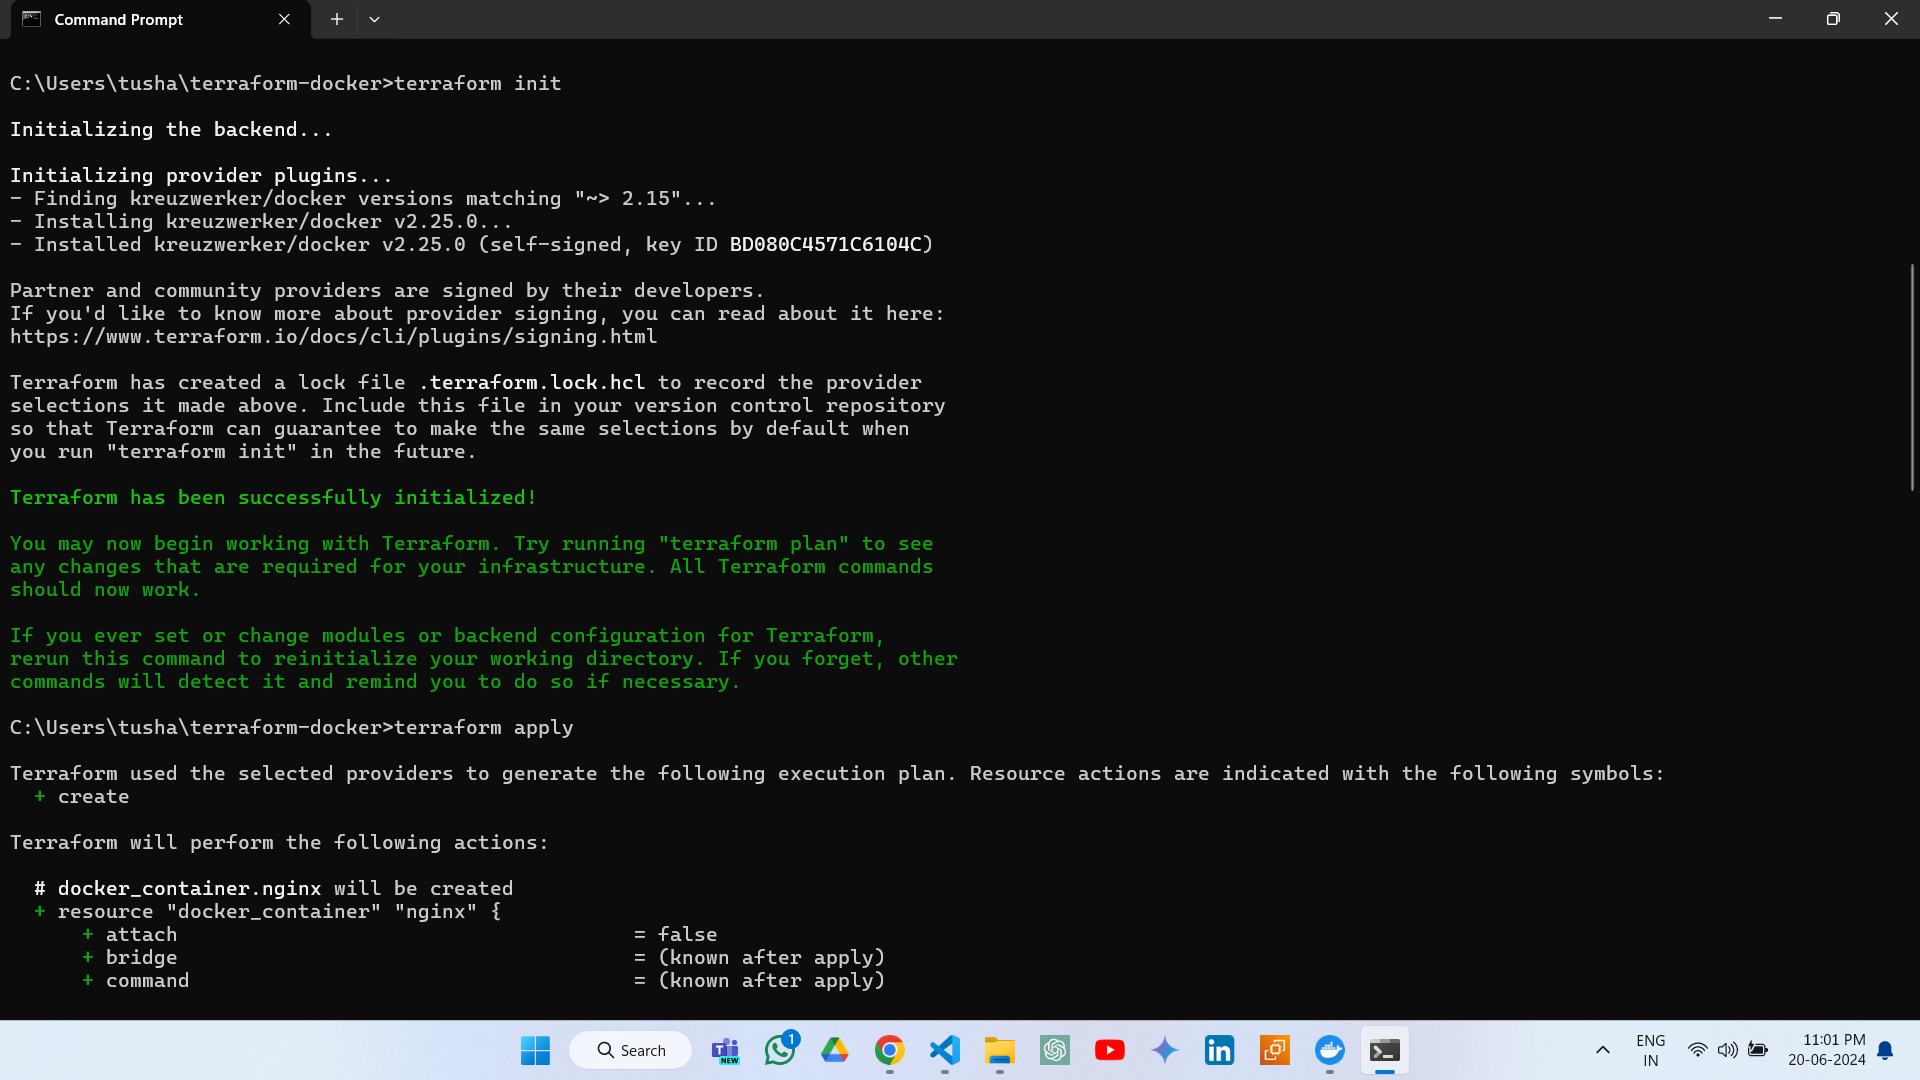 Command Prompt
C:\Users\tusha\terraform-docker>terraform init
Initializing the backend...
Initializing provider plugins...
- Finding kreuzwerker/docker versions matching "~> 2.15"...
- Installing kreuzwerker/docker v2.25.0...
- Installed kreuzwerker/docker v2.25.0 (self-signed, key ID BD080C4571C6104C)
Partner and community providers are signed by their developers.
If you'd like to know more about provider signing, you can read about it here:
https://www.terraform.io/docs/cli/plugins/signing.html
Terraform has created a lock file .terraform.lock.hcl to record the provider
selections it made above. Include this file in your version control repository
so that Terraform can guarantee to make the same selections by default when
you run "terraform init" in the future.
Terraform has been successfully initialized!
You may now begin working with Terraform. Try running "terraform plan" to see
any changes that are required for your infrastructure. All Terraform commands
should now work.
If you ever set or change modules or backend configuration for Terraform,
rerun this command to reinitialize your working directory. If you forget, other
commands will detect it and remind you to do so if necessary.
C:\Users\tusha\terraform-docker>terraform apply
Terraform used the selected providers to generate the following execution plan. Resource actions are indicated with the following symbols:
+ create
Terraform will perform the following actions:
# docker_container.nginx will be created
+ resource "docker_container" "nginx" {
+ attach = false
+ bridge = (known after apply)
+ command = (known after apply)
Search
NEW
1
ENG
IN
11:01 PM
20-06-2024